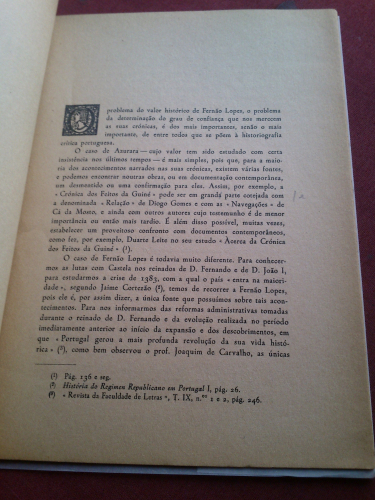 O problema do valor histórico de Fernão Lopes, o problema
da denominação do grau de confiança que nos merecem
as suas crónicas, é dos mais importantes, senão o mais
importante, de entre todos que se põem à historiografia
crítica portuguesa.
O caso de Azurara — cujo valor tem sido estudado com certa
insistência nos últimos tempos — é mais simples, pois que, para a maio-
ria dos acontecimentos narrados nas suas crónicas, existem várias fontes,
e podemos encontrar noutras obras, ou em documentação contemporânea,
um desmentido ou uma confirmação para eles. Assim, por exemplo, a
« Crónica dos Feitos da Guiné » pode ser em grande parte cotejada com
a denominada « Relação » de Diogo Gomes e com as « Navegações » de
Cá da Mosto, e ainda com outros autores cujo testemunho é de menor
importância ou então mais tardio. É além disso possível, muitas vezes,
estabelecer um proveitoso confronto com documentos contemporâneos,
como fez, por exemplo, Duarte Leite no seu estudo « Àcerca da Crónica
dos Feitos da Guiné » (¹).
O caso de Fernão Lopes é todavia muito diferente. Para conhecer-
mos as lutas com Castela nos reinados de D. Fernando e de D. João I,
para estudarmos a crise de 1383, com a qual o país « entra na maiori-
dade », segundo Jaime Cortezão (²), temos de recorrer a Fernão Lopes,
pois ele é, por assim dizer, a única fonte que possuímos sobre tais acon-
tecimentos. Para nos informarmos das reformas administrativas tomadas
durante o reinado de D. Fernando e da evolução realizada no período
imediatamente anterior ao início da expansão e dos descobrimentos, em
que « Portugal gerou a mais profunda revolução da sua vida histó-
rica » (³), como bem observou o prof. Joaquim de Carvalho, as únicas
(¹) Pág. 136 e seg.
(²) História do Regimen Republicano em Portugal I, pág. 26.
(³) « Revista da Faculdade de Letras », T. IX, n.ºˢ 1 e 2, pág. 246.